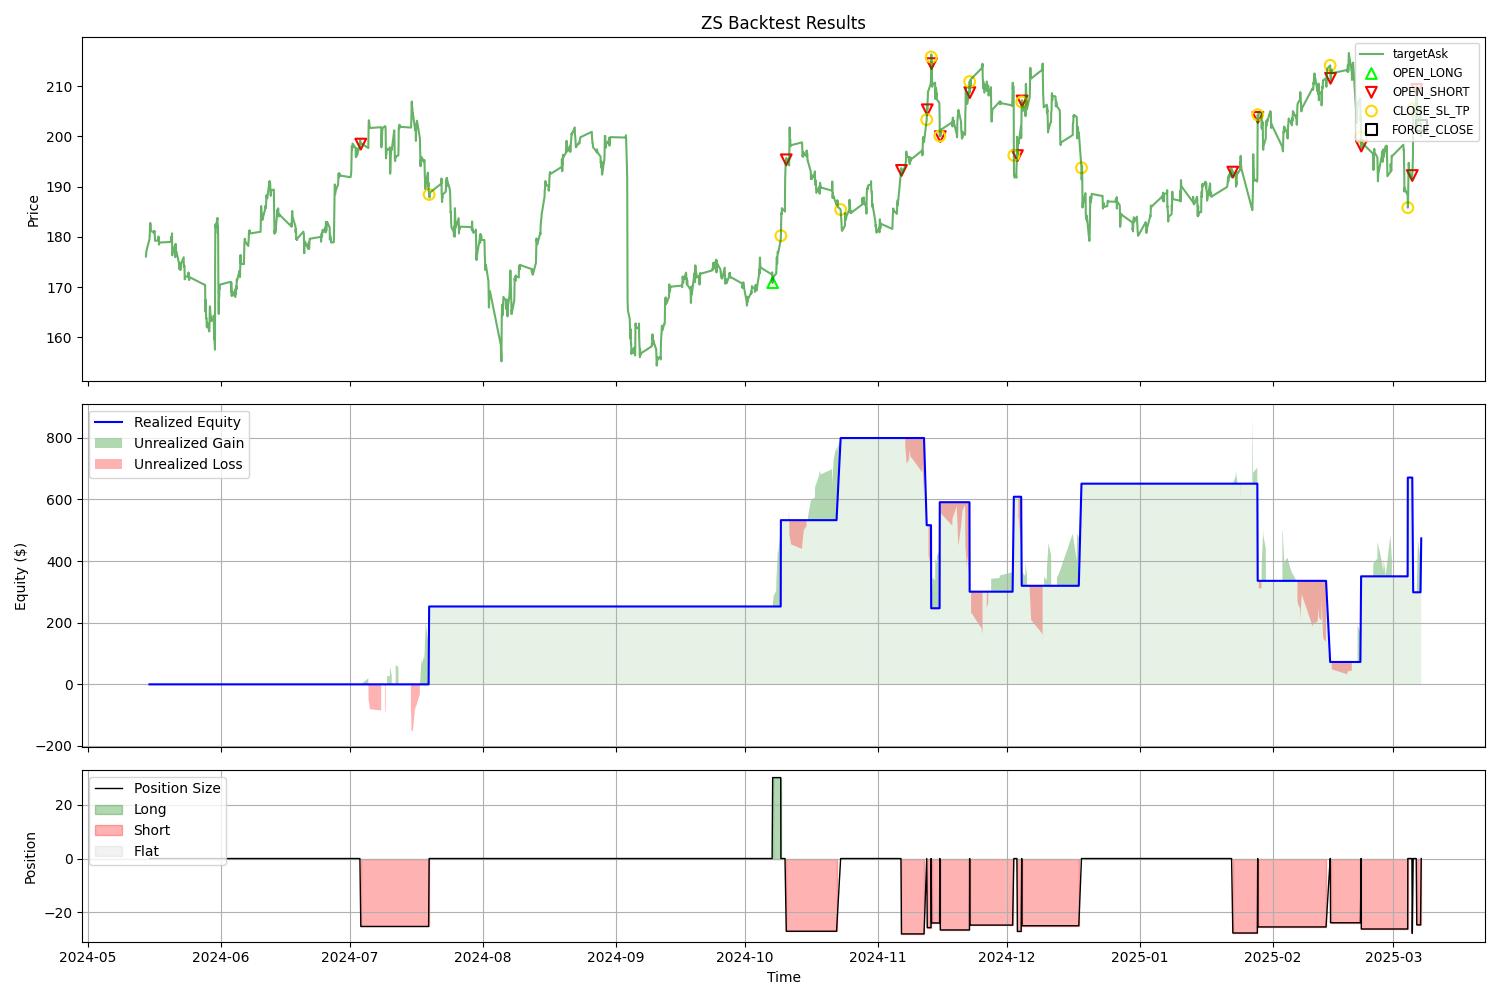 ZS Backtest Results
Price
210
200
190
180
170
160
targetAsk
OPEN_LONG
OPEN_SHORT
CLOSE_SL_TP
FORCE_CLOSE
Equity ($)
800
600
400
200
0
−200
Realized Equity
Unrealized Gain
Unrealized Loss
Position
20
0
−20
Position Size
Long
Short
Flat
2024-05 2024-06 2024-07 2024-08 2024-09 2024-10 2024-11 2024-12 2025-01 2025-02 2025-03
Time